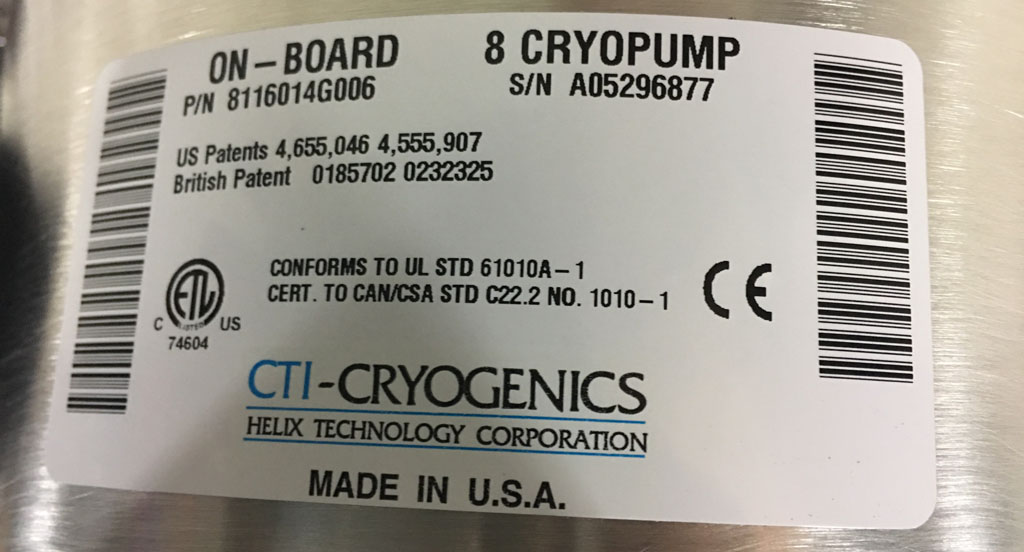 ON-BOARD 8 CRYOPUMP
P/N 8116014G006 S/N A05296877
US Patents 4,655,046 4,555,907
British Patent 0185702 0232325
CONFORMS TO UL STD 61010A-1
CERT. TO CAN/CSA STD C22.2 NO. 1010-1
CE
ETL
LISTED
C US
74604
CTI-CRYOGENICS
HELIX TECHNOLOGY CORPORATION
MADE IN U.S.A.